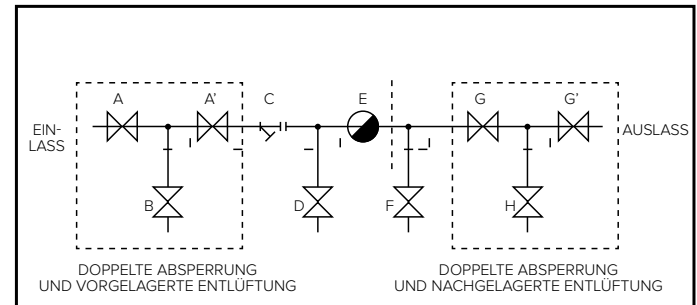 A A' C E G G'
EIN-
LASS
AUSLASS
B D F H
DOPPELTE ABSPERRUNG
UND VORGELAGERTE ENTLÜFTUNG
DOPPELTE ABSPERRUNG
UND NACHGELAGERTE ENTLÜFTUNG